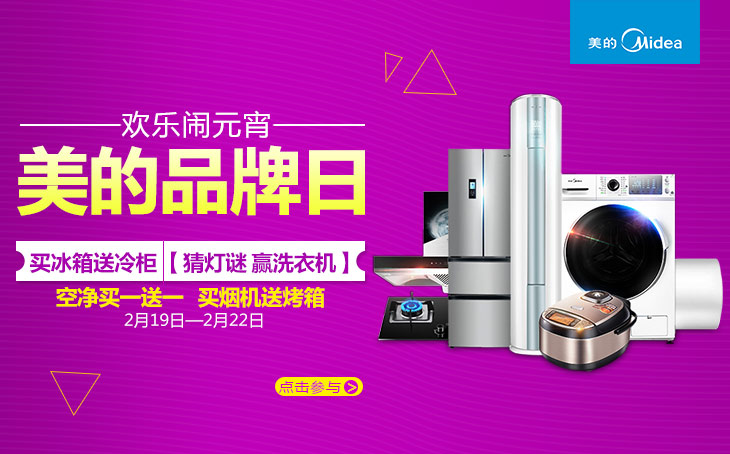 美的 Midea
欢乐闹元宵
美的品牌日
买冰箱送冷柜【猜灯谜 赢洗衣机】
空净买一送一 买烟机送烤箱
2月19日—2月22日
点击参与